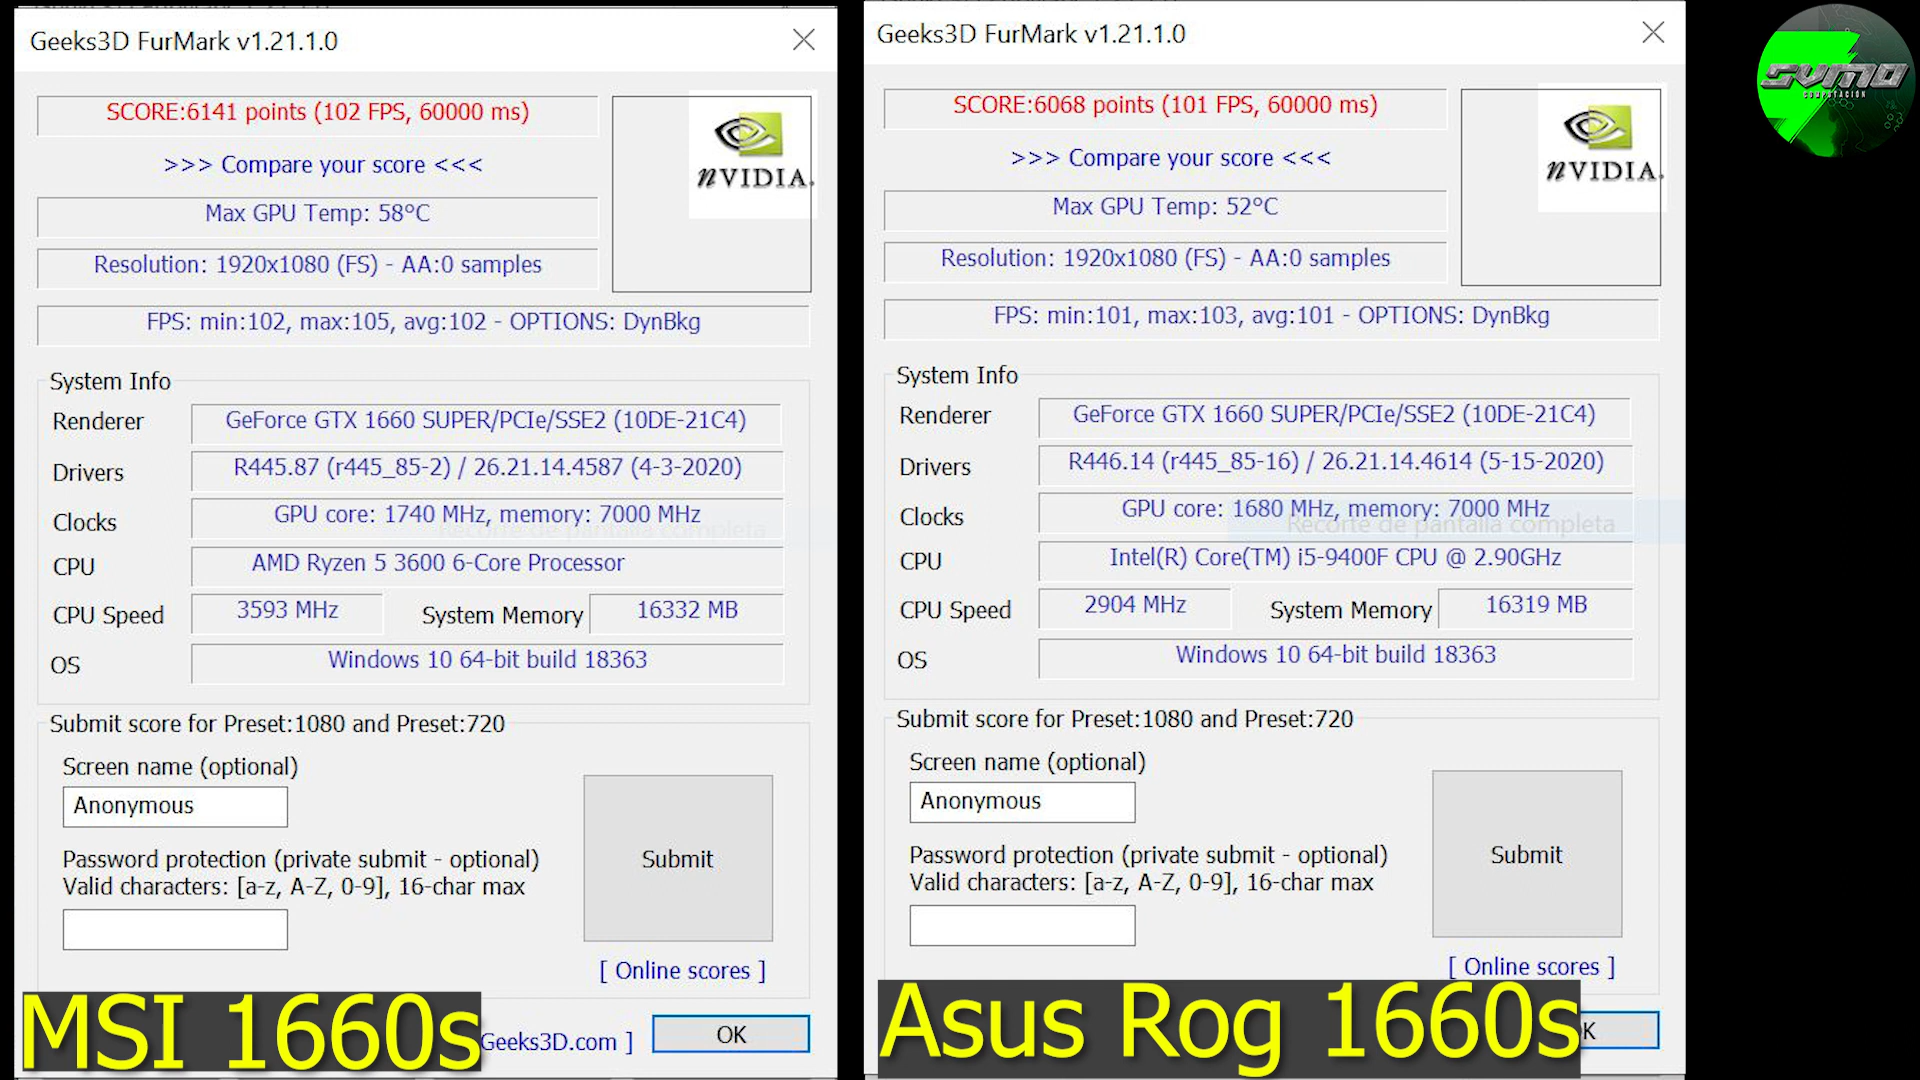 Geeks3D FurMark v1.21.1.0
SCORE:6141 points (102 FPS, 60000 ms)
>>> Compare your score <<<
nVIDIA.
Max GPU Temp: 58°C
Resolution: 1920x1080 (FS) - AA:0 samples
FPS: min:102, max:105, avg:102 - OPTIONS: DynBkg
System Info
Renderer GeForce GTX 1660 SUPER/PCIe/SSE2 (10DE-21C4)
Drivers R445.87 (r445_85-2) / 26.21.14.4587 (4-3-2020)
Clocks GPU core: 1740 MHz, memory: 7000 MHz
Recorte de pantalla completa
CPU AMD Ryzen 5 3600 6-Core Processor
CPU Speed 3593 MHz System Memory 16332 MB
OS Windows 10 64-bit build 18363
Submit score for Preset:1080 and Preset:720
Screen name (optional)
Anonymous
Password protection (private submit - optional)
Valid characters: [a-z, A-Z, 0-9], 16-char max
Submit
[ Online scores ]
MSI 1660s
Geeks3D.com ]
OK
Geeks3D FurMark v1.21.1.0
SCORE:6068 points (101 FPS, 60000 ms)
>>> Compare your score <<<
nVIDIA.
Max GPU Temp: 52°C
Resolution: 1920x1080 (FS) - AA:0 samples
FPS: min:101, max:103, avg:101 - OPTIONS: DynBkg
System Info
Renderer GeForce GTX 1660 SUPER/PCIe/SSE2 (10DE-21C4)
Drivers R446.14 (r445_85-16) / 26.21.14.4614 (5-15-2020)
Clocks GPU core: 1680 MHz, memory: 7000 MHz
Recorte de pantalla completa
CPU Intel(R) Core(TM) i5-9400F CPU @ 2.90GHz
CPU Speed 2904 MHz System Memory 16319 MB
OS Windows 10 64-bit build 18363
Submit score for Preset:1080 and Preset:720
Screen name (optional)
Anonymous
Password protection (private submit - optional)
Valid characters: [a-z, A-Z, 0-9], 16-char max
Submit
[ Online scores ]
Asus Rog 1660s
SYMO
COMPUTACION